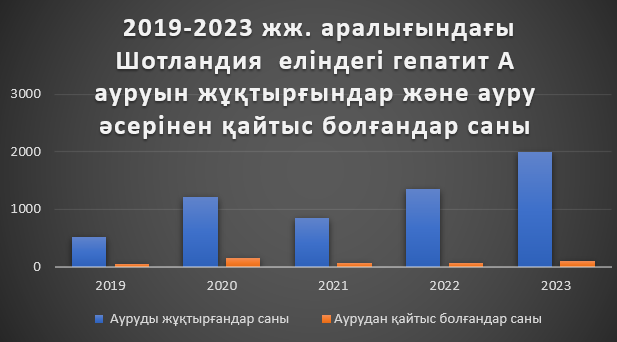 2019-2023 жж. аралығындағы
Шотландия  еліндегі гепатит А
ауруын жұқтырғындар және ауру
әсерінен қайтыс болғандар саны
3000
2000
1000
0
2019 2020 2021 2022 2023
Ауруды жұқтырғандар саны Аурудан қайтыс болғандар саны